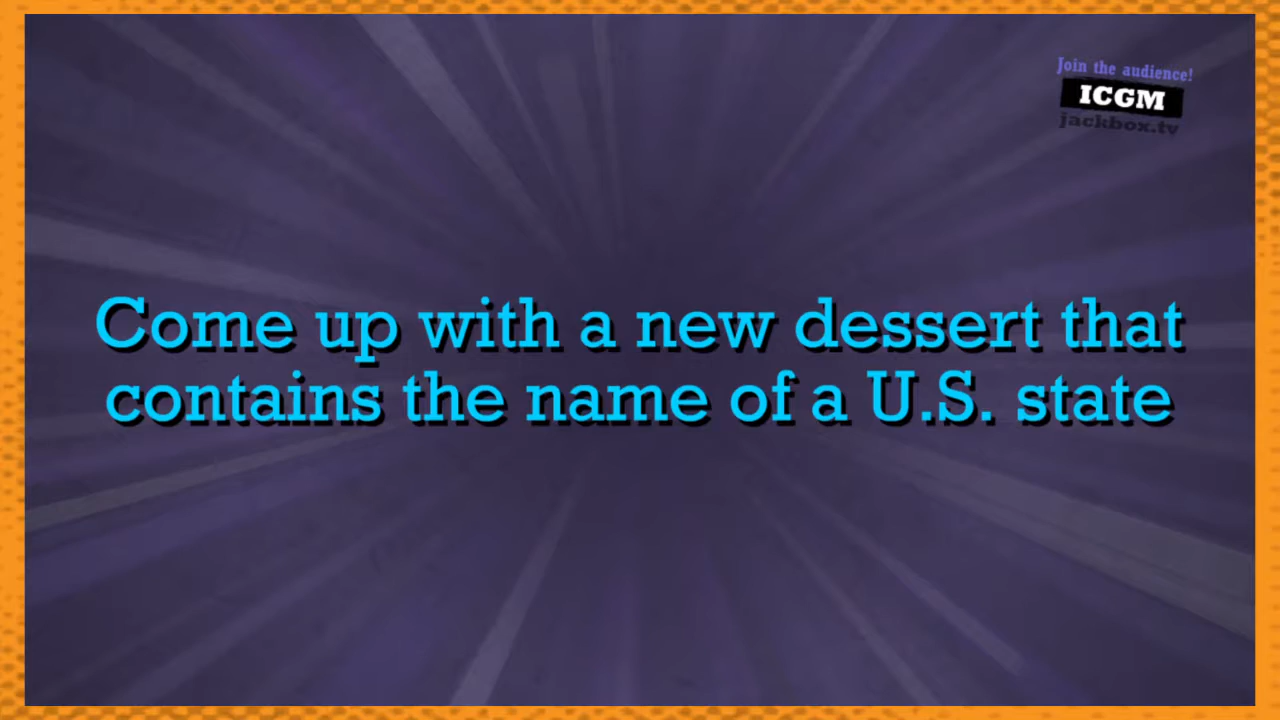 Join the audience!
ICGM
jackbox.tv
Come up with a new dessert that
contains the name of a U.S. state